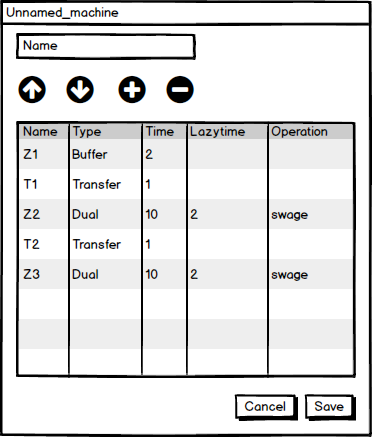 Unnamed_machine
Name
Name Type Time Lazytime Operation
Z1 Buffer 2
T1 Transfer 1
Z2 Dual 10 2 swage
T2 Transfer 1
Z3 Dual 10 2 swage
Cancel Save